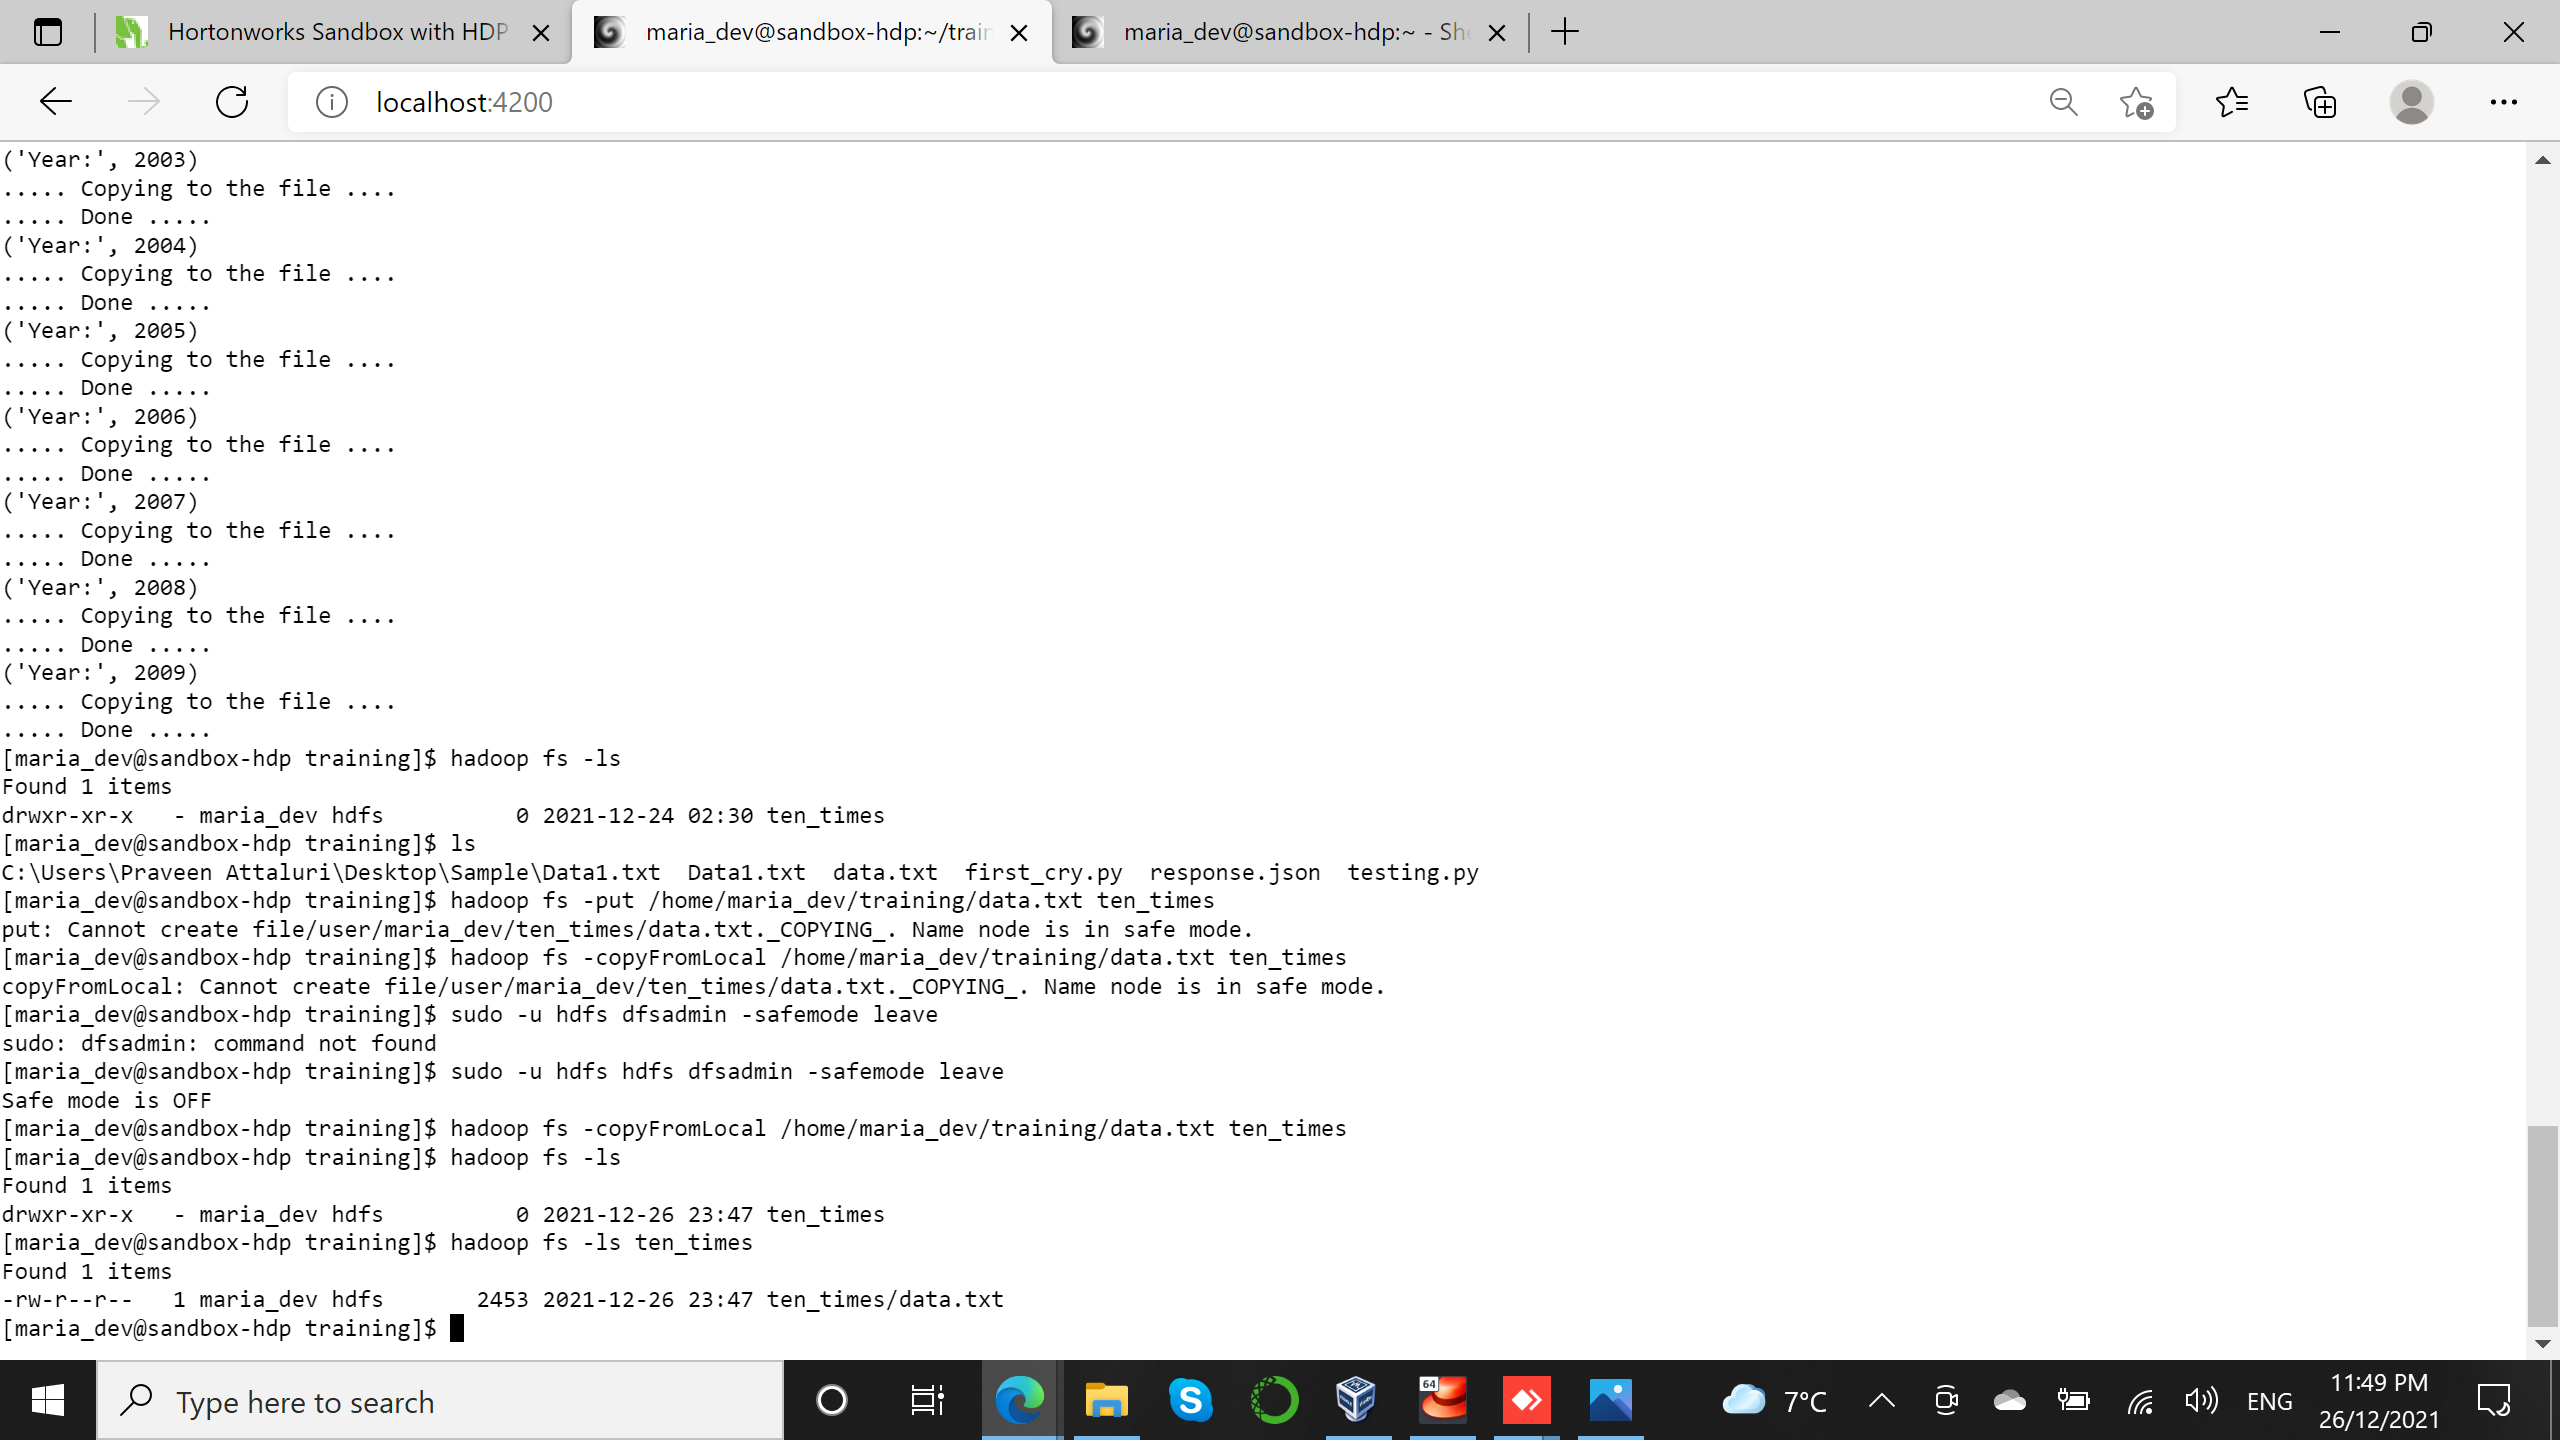 Hortonworks Sandbox with HDP
maria_dev@sandbox-hdp:~/train
maria_dev@sandbox-hdp:~ - She
localhost:4200
('Year:', 2003)
..... Copying to the file ....
..... Done .....
('Year:', 2004)
..... Copying to the file ....
..... Done .....
('Year:', 2005)
..... Copying to the file ....
..... Done .....
('Year:', 2006)
..... Copying to the file ....
..... Done .....
('Year:', 2007)
..... Copying to the file ....
..... Done .....
('Year:', 2008)
..... Copying to the file ....
..... Done .....
('Year:', 2009)
..... Copying to the file ....
..... Done .....
[maria_dev@sandbox-hdp training]$ hadoop fs -ls
Found 1 items
drwxr-xr-x   - maria_dev hdfs          0 2021-12-24 02:30 ten_times
[maria_dev@sandbox-hdp training]$ ls
C:\Users\Praveen Attaluri\Desktop\Sample\Data1.txt  Data1.txt  data.txt  first_cry.py  response.json  testing.py
[maria_dev@sandbox-hdp training]$ hadoop fs -put /home/maria_dev/training/data.txt ten_times
put: Cannot create file/user/maria_dev/ten_times/data.txt._COPYING_. Name node is in safe mode.
[maria_dev@sandbox-hdp training]$ hadoop fs -copyFromLocal /home/maria_dev/training/data.txt ten_times
copyFromLocal: Cannot create file/user/maria_dev/ten_times/data.txt._COPYING_. Name node is in safe mode.
[maria_dev@sandbox-hdp training]$ sudo -u hdfs dfsadmin -safemode leave
sudo: dfsadmin: command not found
[maria_dev@sandbox-hdp training]$ sudo -u hdfs hdfs dfsadmin -safemode leave
Safe mode is OFF
[maria_dev@sandbox-hdp training]$ hadoop fs -copyFromLocal /home/maria_dev/training/data.txt ten_times
[maria_dev@sandbox-hdp training]$ hadoop fs -ls
Found 1 items
drwxr-xr-x   - maria_dev hdfs          0 2021-12-26 23:47 ten_times
[maria_dev@sandbox-hdp training]$ hadoop fs -ls ten_times
Found 1 items
-rw-r--r--   1 maria_dev hdfs       2453 2021-12-26 23:47 ten_times/data.txt
[maria_dev@sandbox-hdp training]$
Type here to search
S
64
7°C
ENG
11:49 PM
26/12/2021